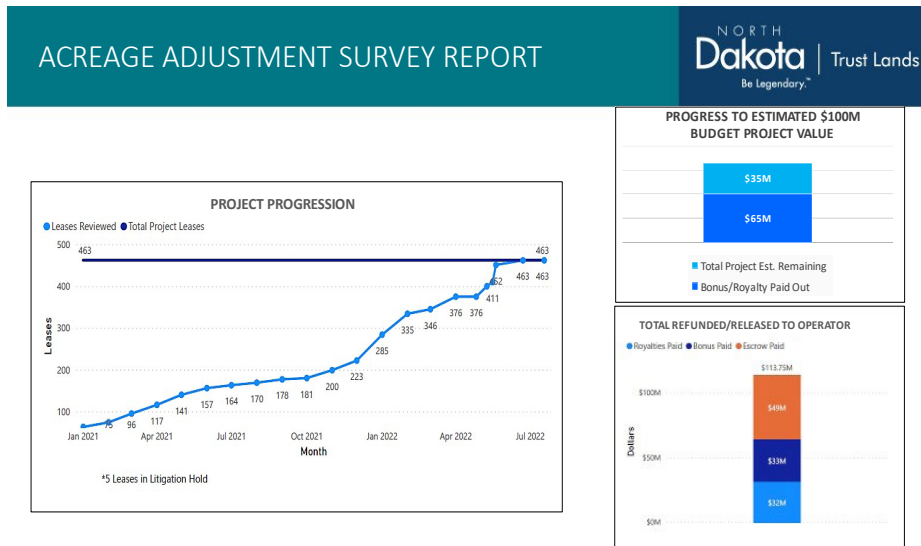 ACREAGE ADJUSTMENT SURVEY REPORT
NORTH
Dakota | Trust Lands
Be Legendary.™
PROJECT PROGRESSION
Leases Reviewed Total Project Leases
500
400
300
200
100
Leases
463
463
75
96
117
141
157
164
170
178
181
200
223
285
335
346
376
376
411
452
463
463
Jan 2021
Apr 2021
Jul 2021
Oct 2021
Jan 2022
Apr 2022
Jul 2022
Month
*5 Leases in Litigation Hold
PROGRESS TO ESTIMATED $100M
BUDGET PROJECT VALUE
$35M
$65M
Total Project Est. Remaining
Bonus/Royalty Paid Out
TOTAL REFUNDED/RELEASED TO OPERATOR
Royalties Paid Bonus Paid Escrow Paid
$113.75M
$100M
$49M
$50M
$33M
$32M
$0M
Dollars